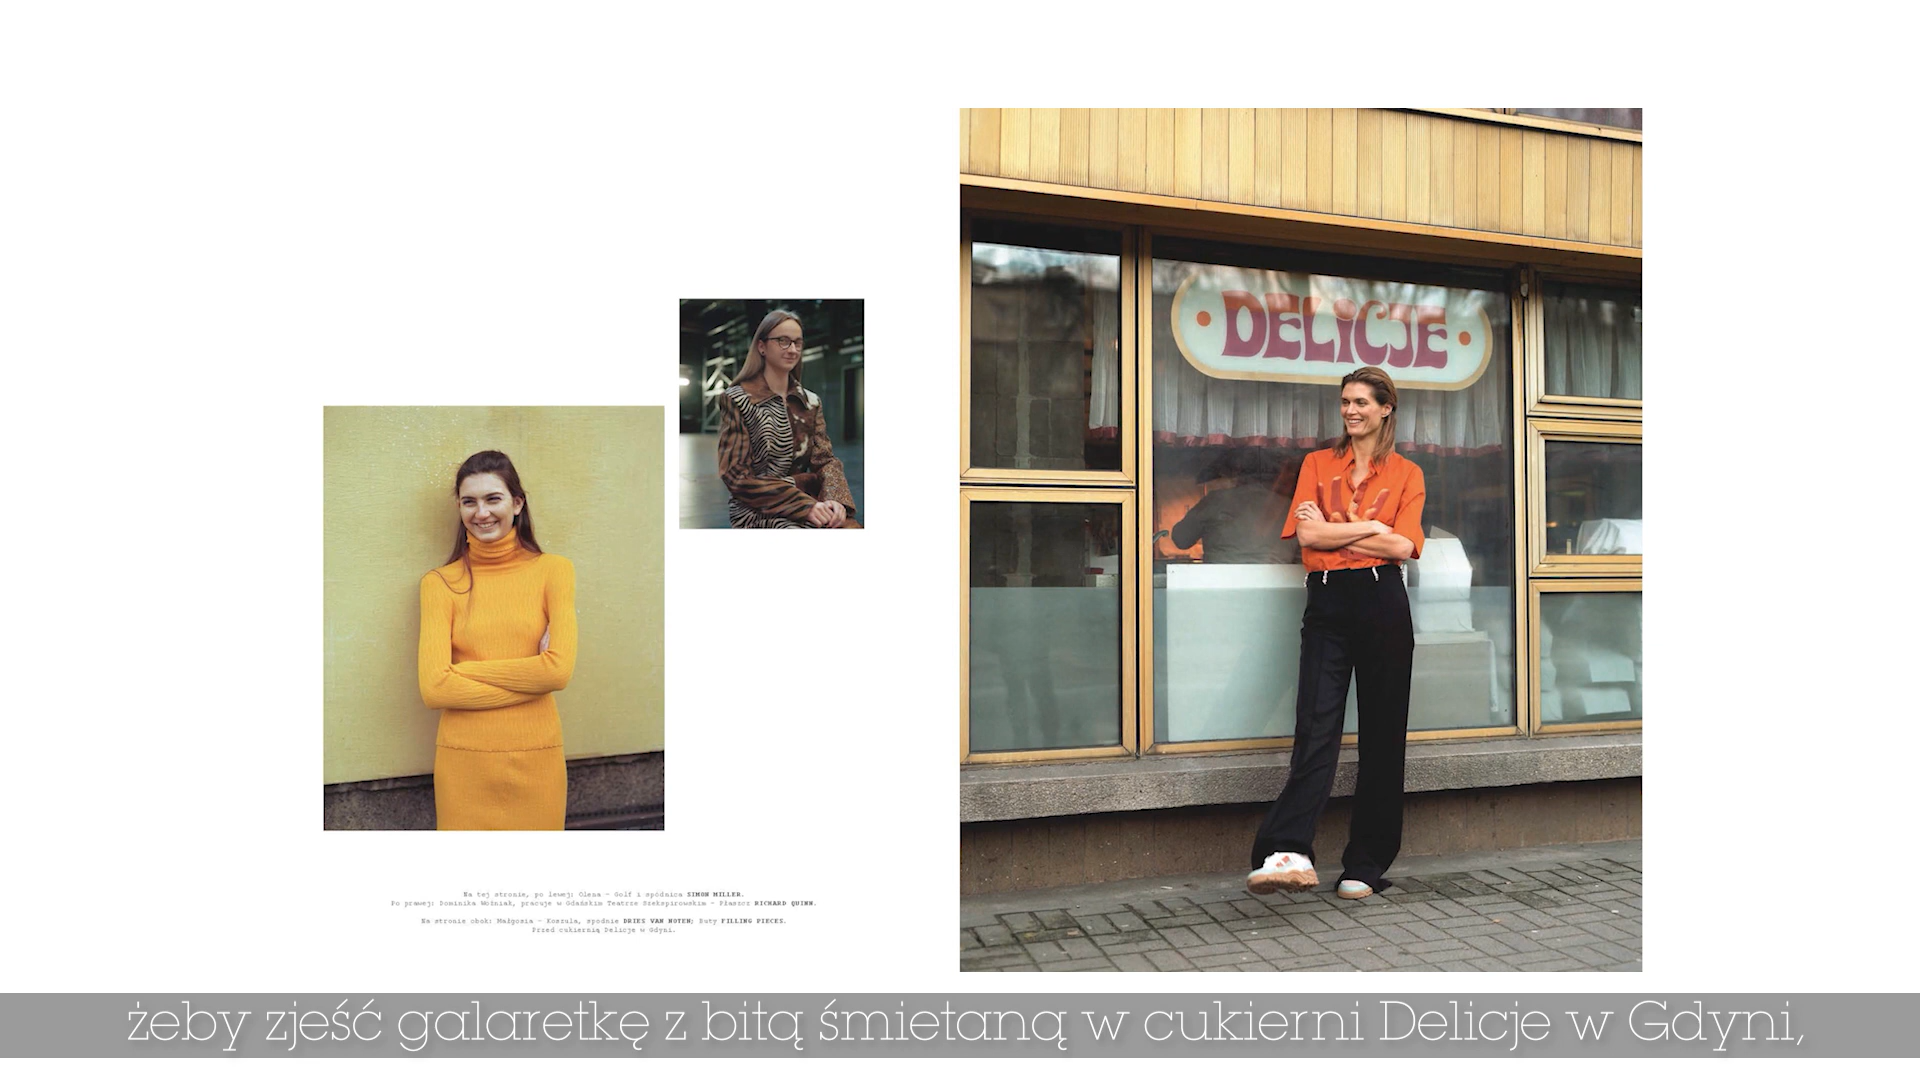 DELICJE
Na tej stronie, po lewej: Olena – Golf i spódnica SIMON MILLER.
Po prawej: Dominika Woźniak, pracuje w Gdańskim Teatrze Szekspirowskim – Płaszcz RICHARD QUINN.
Na stronie obok: Małgosia – Koszula, spodnie DRIES VAN NOTEN; Buty FILLING PIECES.
Przed cukiernią Delicje w Gdyni.
żeby zjeść galaretkę z bitą śmietaną w cukierni Delicje w Gdyni,